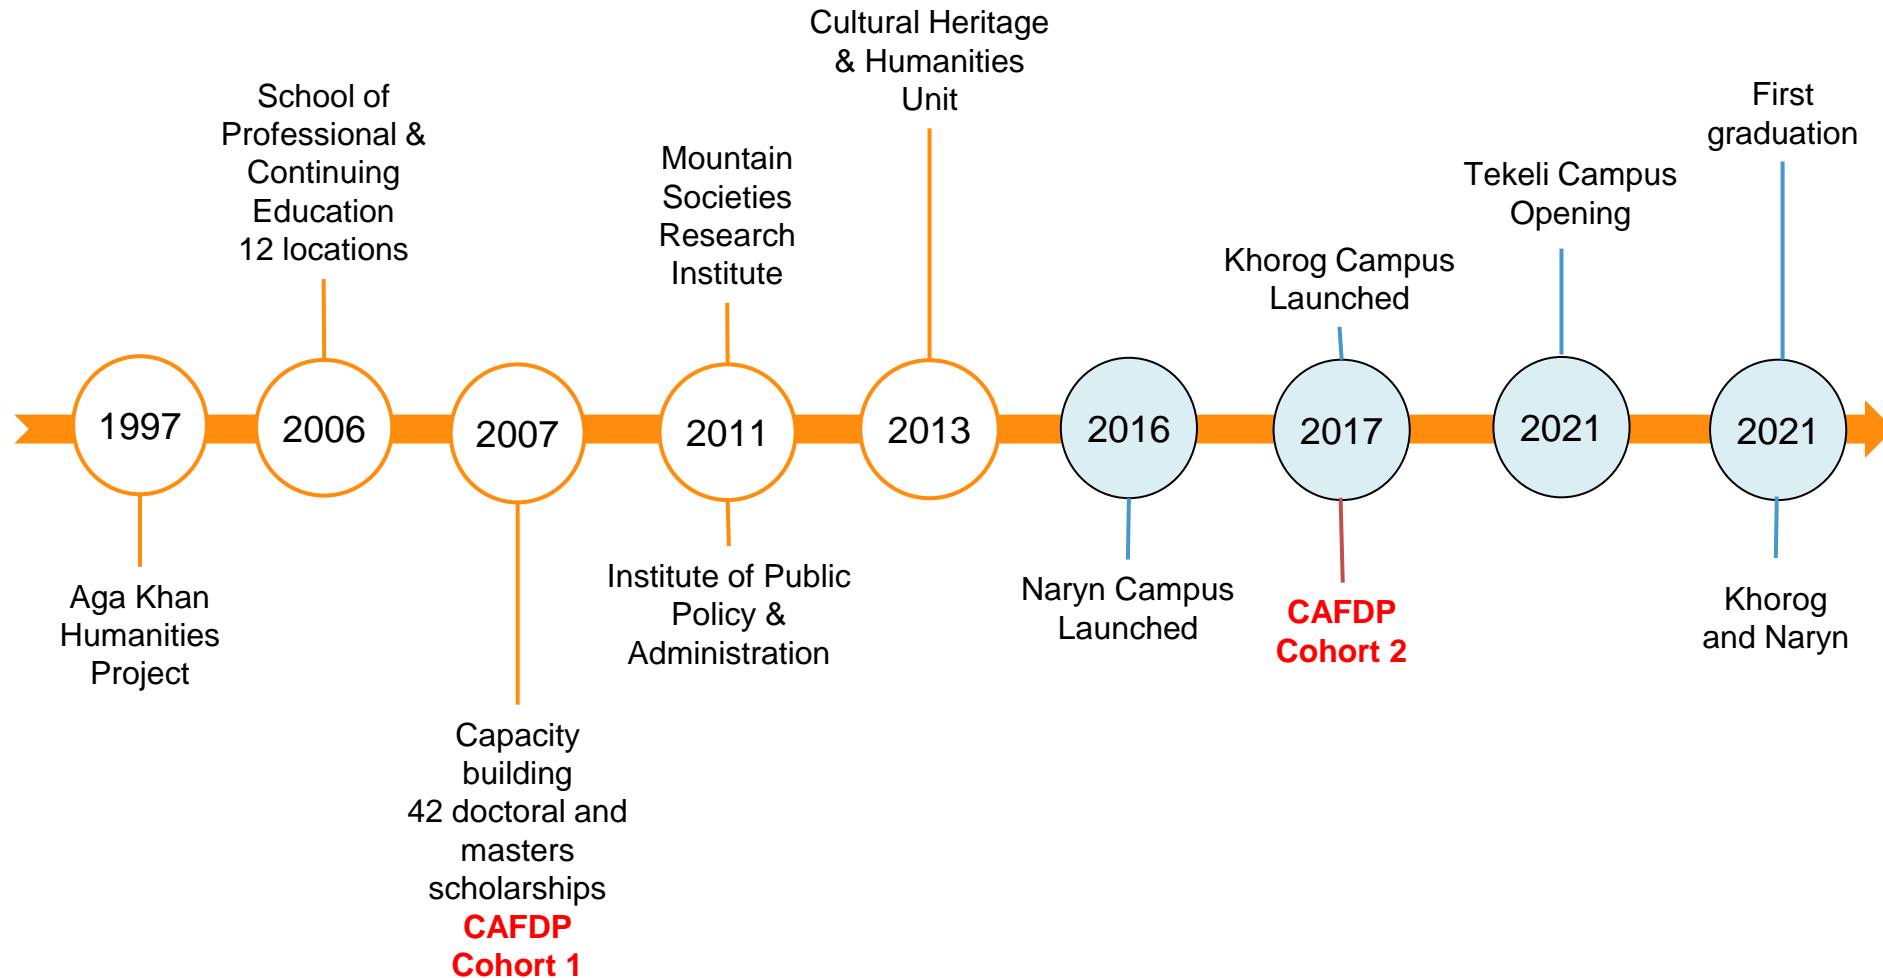 Cultural Heritage
& Humanities
Unit
School of
Professional &
Continuing
Education
12 locations
Mountain
Societies
Research
Institute
First
graduation
Tekeli Campus
Opening
Khorog Campus
Launched
1997
2006
2007
2011
2013
2016
2017
2021
2021
Aga Khan
Humanities
Project
Capacity
building
42 doctoral and
masters
scholarships
CAFDP
Cohort 1
Institute of Public
Policy &
Administration
Naryn Campus
Launched
CAFDP
Cohort 2
Khorog
and Naryn